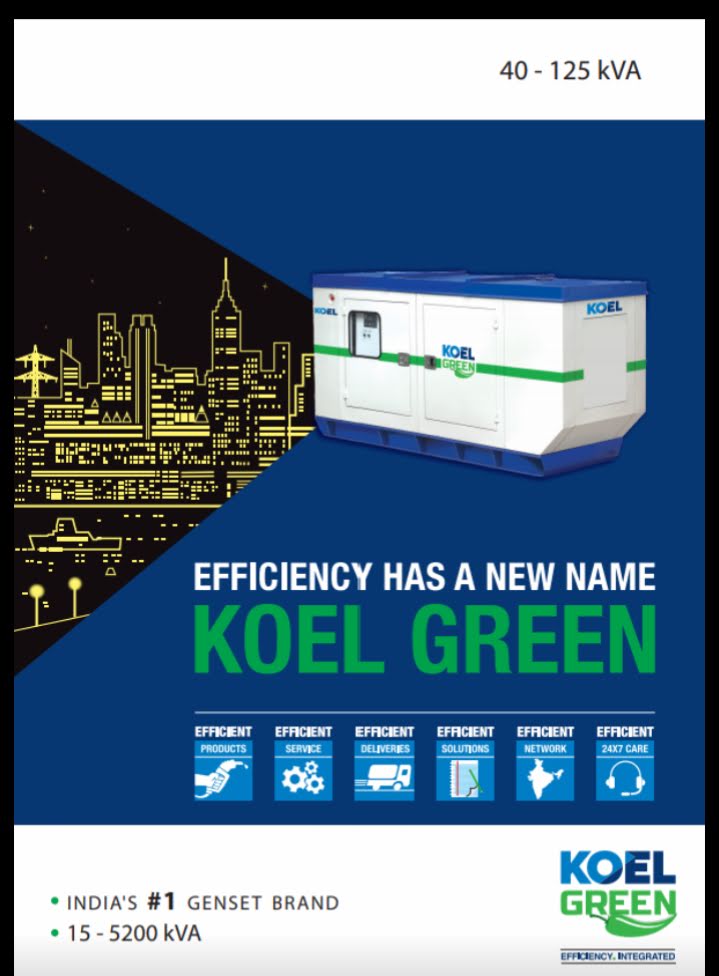 40 - 125 kVA
KOEL
KOEL
KOEL
GREEN
EFFICIENCY HAS A NEW NAME
KOEL GREEN
EFFICIENT EFFICIENT EFFICIENT EFFICIENT EFFICIENT EFFICIENT
PRODUCTS SERVICE DELIVERIES SOLUTIONS NETWORK 24X7 CARE
• INDIA'S #1 GENSET BRAND
• 15 - 5200 kVA
KOEL
GREEN
EFFICIENCY. INTEGRATED